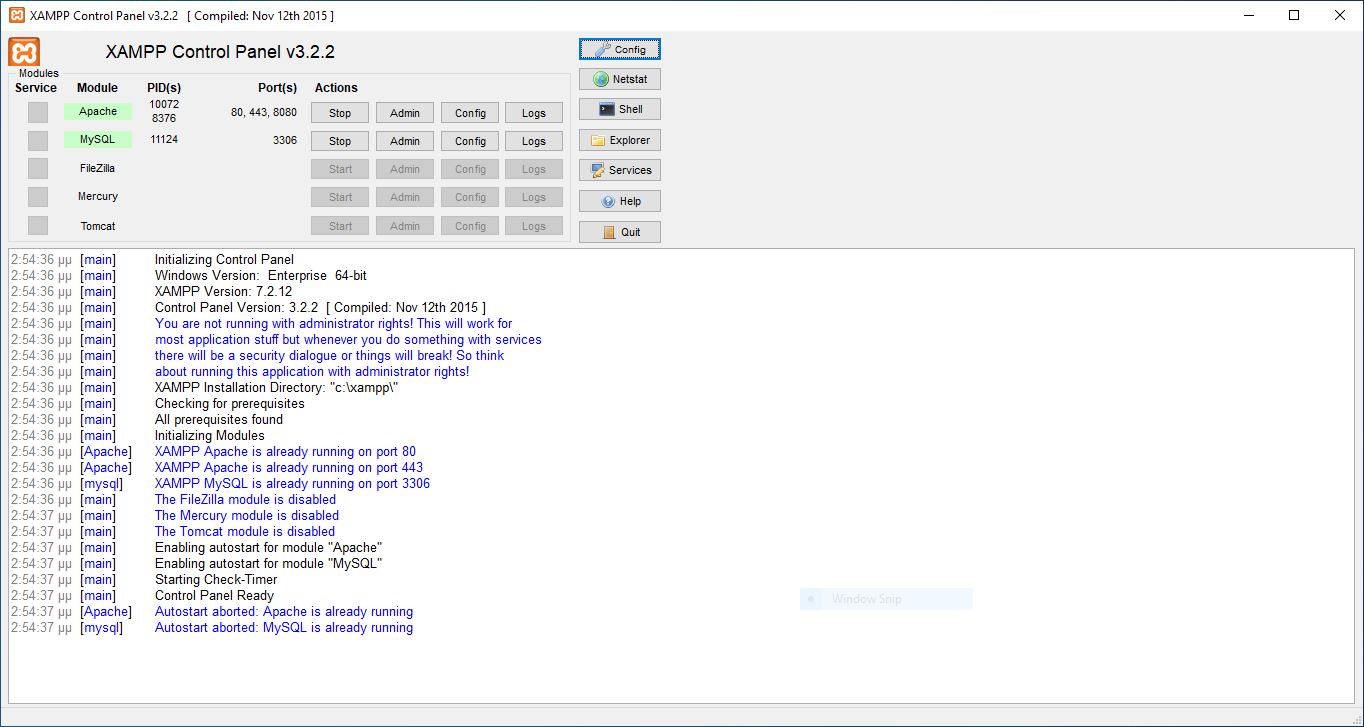 XAMPP Control Panel v3.2.2 [ Compiled: Nov 12th 2015 ]
XAMPP Control Panel v3.2.2
Config
Modules
Service Module PID(s) Port(s) Actions
Netstat
Apache 10072 8376 80, 443, 8080 Stop Admin Config Logs
Shell
MySQL 11124 3306 Stop Admin Config Logs
Explorer
FileZilla Start Admin Config Logs
Services
Mercury Start Admin Config Logs
Help
Tomcat Start Admin Config Logs
Quit
2:54:36 μμ [main] Initializing Control Panel
2:54:36 μμ [main] Windows Version: Enterprise 64-bit
2:54:36 μμ [main] XAMPP Version: 7.2.12
2:54:36 μμ [main] Control Panel Version: 3.2.2 [ Compiled: Nov 12th 2015 ]
2:54:36 μμ [main] You are not running with administrator rights! This will work for
2:54:36 μμ [main] most application stuff but whenever you do something with services
2:54:36 μμ [main] there will be a security dialogue or things will break! So think
2:54:36 μμ [main] about running this application with administrator rights!
2:54:36 μμ [main] XAMPP Installation Directory: "c:\xampp\"
2:54:36 μμ [main] Checking for prerequisites
2:54:36 μμ [main] All prerequisites found
2:54:36 μμ [main] Initializing Modules
2:54:36 μμ [Apache] XAMPP Apache is already running on port 80
2:54:36 μμ [Apache] XAMPP Apache is already running on port 443
2:54:36 μμ [mysql] XAMPP MySQL is already running on port 3306
2:54:36 μμ [main] The FileZilla module is disabled
2:54:37 μμ [main] The Mercury module is disabled
2:54:37 μμ [main] The Tomcat module is disabled
2:54:37 μμ [main] Enabling autostart for module "Apache"
2:54:37 μμ [main] Enabling autostart for module "MySQL"
2:54:37 μμ [main] Starting Check-Timer
2:54:37 μμ [main] Control Panel Ready
Window Snip
2:54:37 μμ [Apache] Autostart aborted: Apache is already running
2:54:37 μμ [mysql] Autostart aborted: MySQL is already running